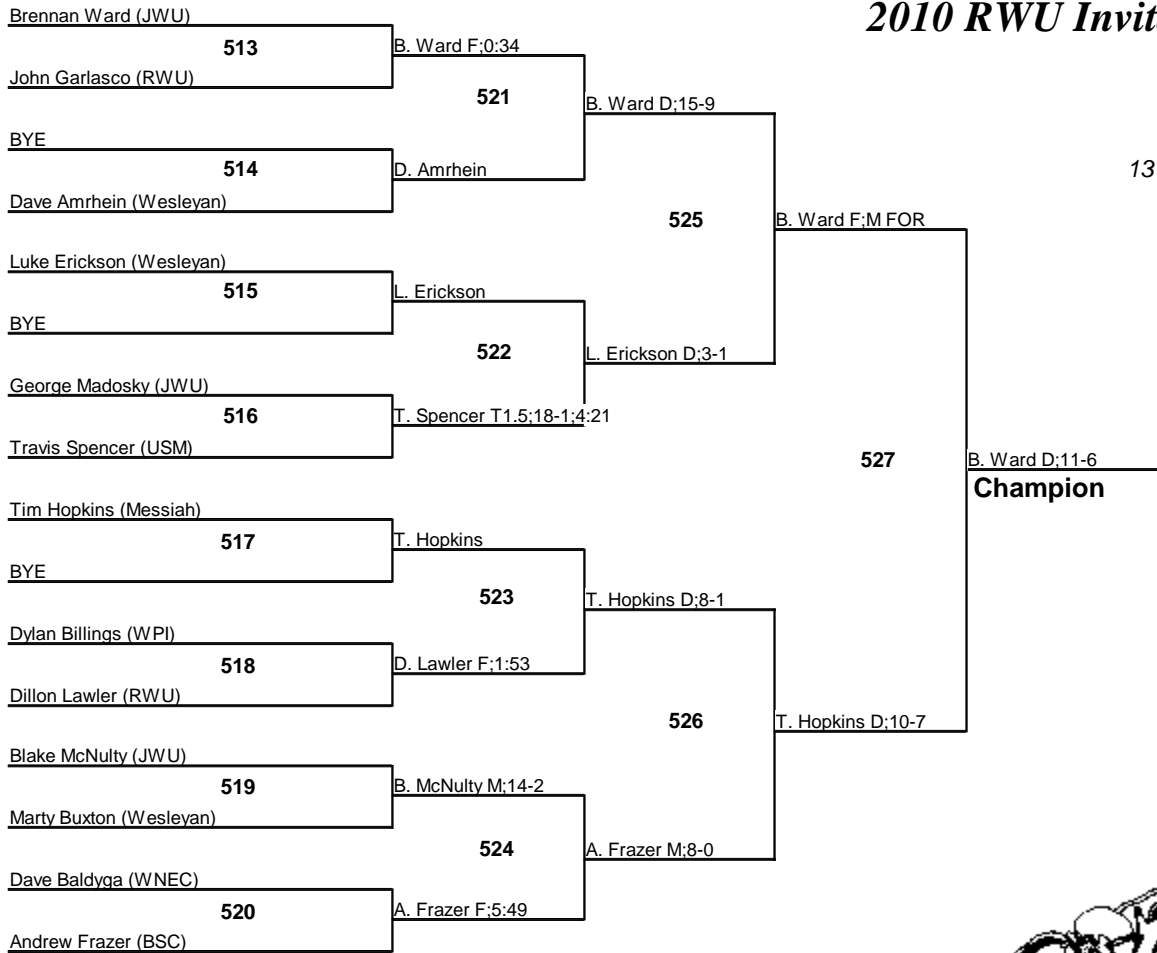 2010 RWU Invit
13
Brennan Ward (JWU)
513
John Garlasco (RWU)
BYE
514
Dave Amrhein (Wesleyan)
Luke Erickson (Wesleyan)
515
BYE
George Madosky (JWU)
516
Travis Spencer (USM)
Tim Hopkins (Messiah)
517
BYE
Dylan Billings (WPI)
518
Dillon Lawler (RWU)
Blake McNulty (JWU)
519
Marty Buxton (Wesleyan)
Dave Baldyga (WNEC)
520
Andrew Frazer (BSC)
B. Ward F;0:34
521
D. Amrhein
L. Erickson
522
T. Spencer T1.5;18-1;4:21
T. Hopkins
523
D. Lawler F;1:53
B. McNulty M;14-2
524
A. Frazer F;5:49
B. Ward D;15-9
525
L. Erickson D;3-1
T. Hopkins D;8-1
526
A. Frazer M;8-0
B. Ward F;M FOR
527
T. Hopkins D;10-7
B. Ward D;11-6
Champion